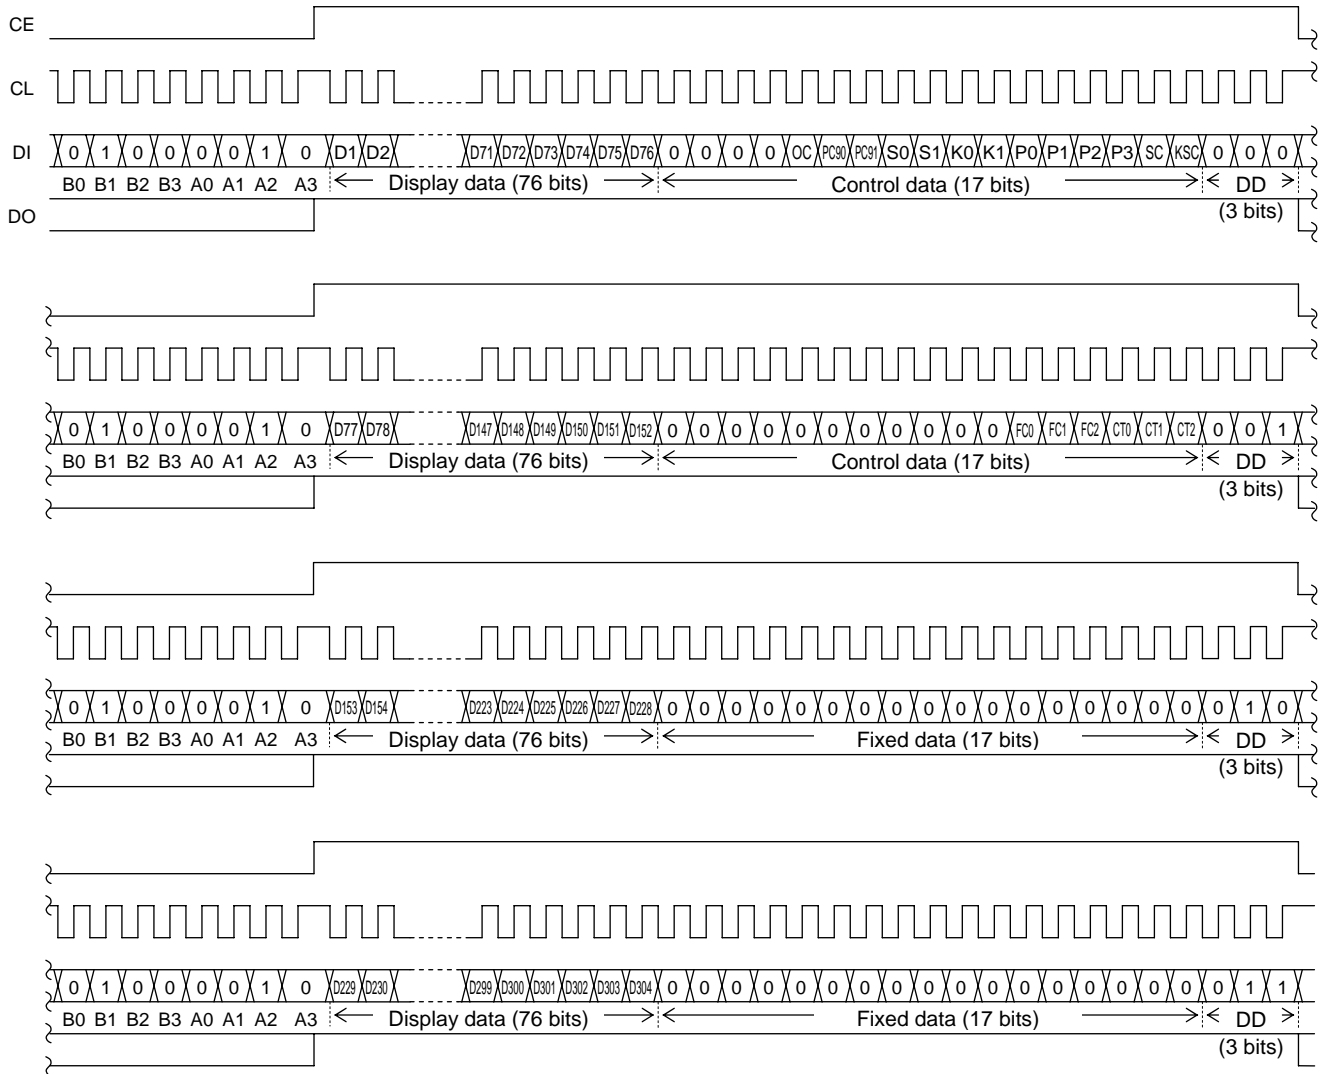 CE
CL
DI 0 1 0 0 0 0 1 0 D1 D2 D71 D72 D73 D74 D75 D76 0 0 0 0 OC PC90 PC91 S0 S1 K0 K1 P0 P1 P2 P3 SC KSC 0 0 0
B0 B1 B2 B3 A0 A1 A2 A3 Display data (76 bits) Control data (17 bits) DD
DO (3 bits)
0 1 0 0 0 0 1 0 D77 D78 D147 D148 D149 D150 D151 D152 0 0 0 0 0 0 0 0 0 0 0 FC0 FC1 FC2 CT0 CT1 CT2 0 0 1
B0 B1 B2 B3 A0 A1 A2 A3 Display data (76 bits) Control data (17 bits) DD
(3 bits)
0 1 0 0 0 0 1 0 D153 D154 D223 D224 D225 D226 D227 D228 0 0 0 0 0 0 0 0 0 0 0 0 0 0 0 0 0 0 1 0
B0 B1 B2 B3 A0 A1 A2 A3 Display data (76 bits) Fixed data (17 bits) DD
(3 bits)
0 1 0 0 0 0 1 0 D229 D230 D299 D300 D301 D302 D303 D304 0 0 0 0 0 0 0 0 0 0 0 0 0 0 0 0 0 0 1 1
B0 B1 B2 B3 A0 A1 A2 A3 Display data (76 bits) Fixed data (17 bits) DD
(3 bits)